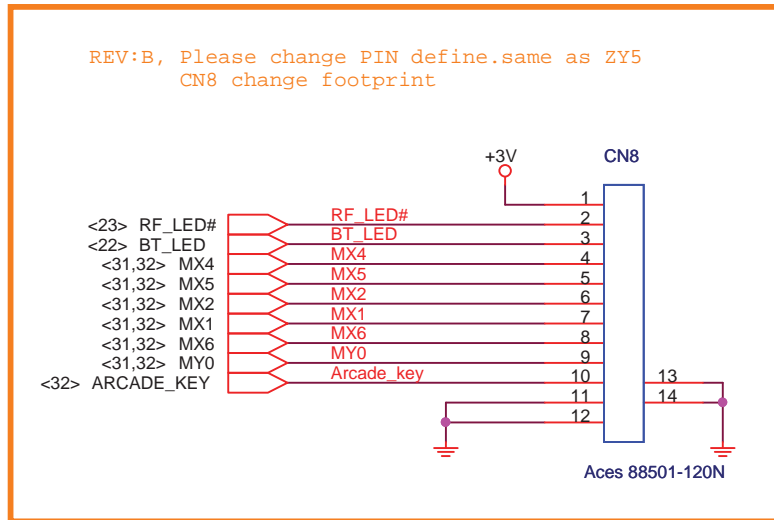 REV:B, Please change PIN define.same as ZY5
CN8 change footprint
+3V
CN8
1
<23> RF_LED# RF_LED# 2
<22> BT_LED BT_LED 3
<31,32> MX4 MX4 4
<31,32> MX5 MX5 5
<31,32> MX2 MX2 6
<31,32> MX1 MX1 7
<31,32> MX6 MX6 8
<31,32> MY0 MY0 9
<32> ARCADE_KEY Arcade_key 10 13
11 14
12
Aces 88501-120N